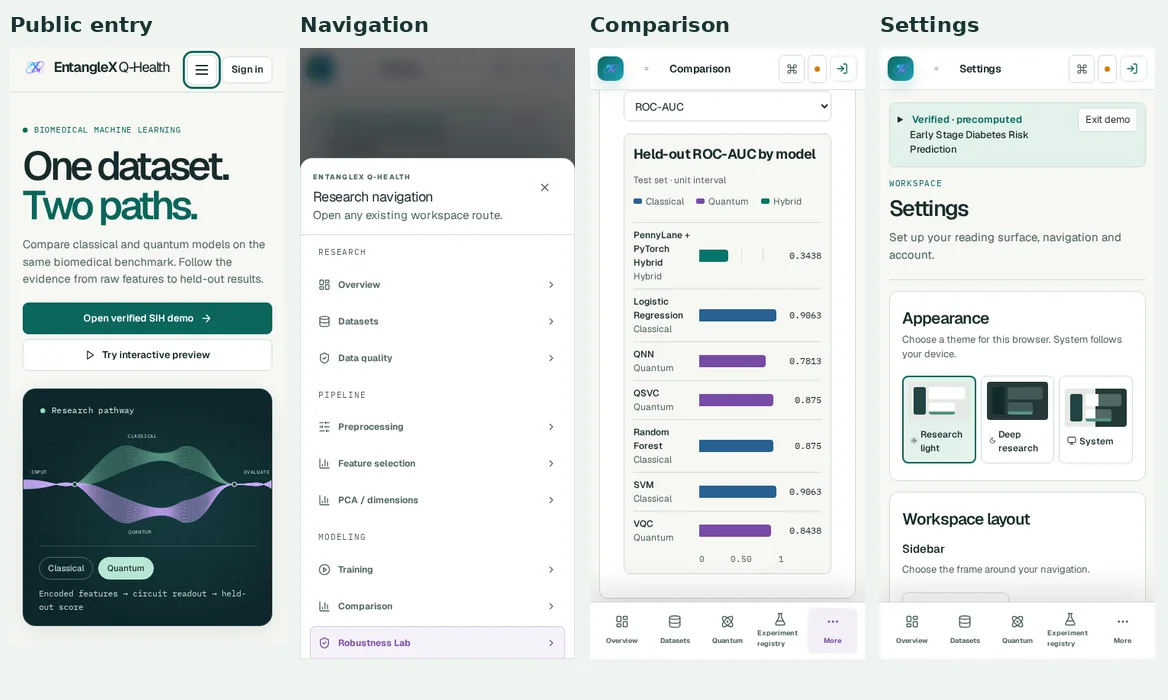 Public entry
EntangleX Q-Health
Sign in
BIOMEDICAL MACHINE LEARNING
One dataset.
Two paths.
Compare classical and quantum models on the
same biomedical benchmark. Follow the
evidence from raw features to held-out results.
Open verified SIH demo →
Try interactive preview
Research pathway
CLASSICAL
INPUT
EVALUATE
QUANTUM
Classical
Quantum
Encoded features → circuit readout → held-
out score
Navigation
ENTANGLEX Q-HEALTH
Research navigation
Open any existing workspace route.
RESEARCH
Overview
Datasets
Data quality
PIPELINE
Preprocessing
Feature selection
PCA / dimensions
MODELING
Training
Comparison
Robustness Lab
Comparison
Comparison
ROC-AUC
Held-out ROC-AUC by model
Test set · unit interval
Classical
Quantum
Hybrid
PennyLane +
PyTorch
Hybrid
Hybrid
0.3438
Logistic
Regression
Classical
0.9063
QNN
Quantum
0.7813
QSVC
Quantum
0.875
Random
Forest
Classical
0.875
SVM
Classical
0.9063
VQC
Quantum
0.8438
0 0.50 1
Overview
Datasets
Quantum
Experiment
registry
More
Settings
Settings
Verified · precomputed
Early Stage Diabetes Risk
Prediction
Exit demo
WORKSPACE
Settings
Set up your reading surface, navigation and
account.
Appearance
Choose a theme for this browser. System follows
your device.
Research
light
Deep
research
System
Workspace layout
Sidebar
Choose the frame around your navigation.
Overview
Datasets
Quantum
Experiment
registry
More